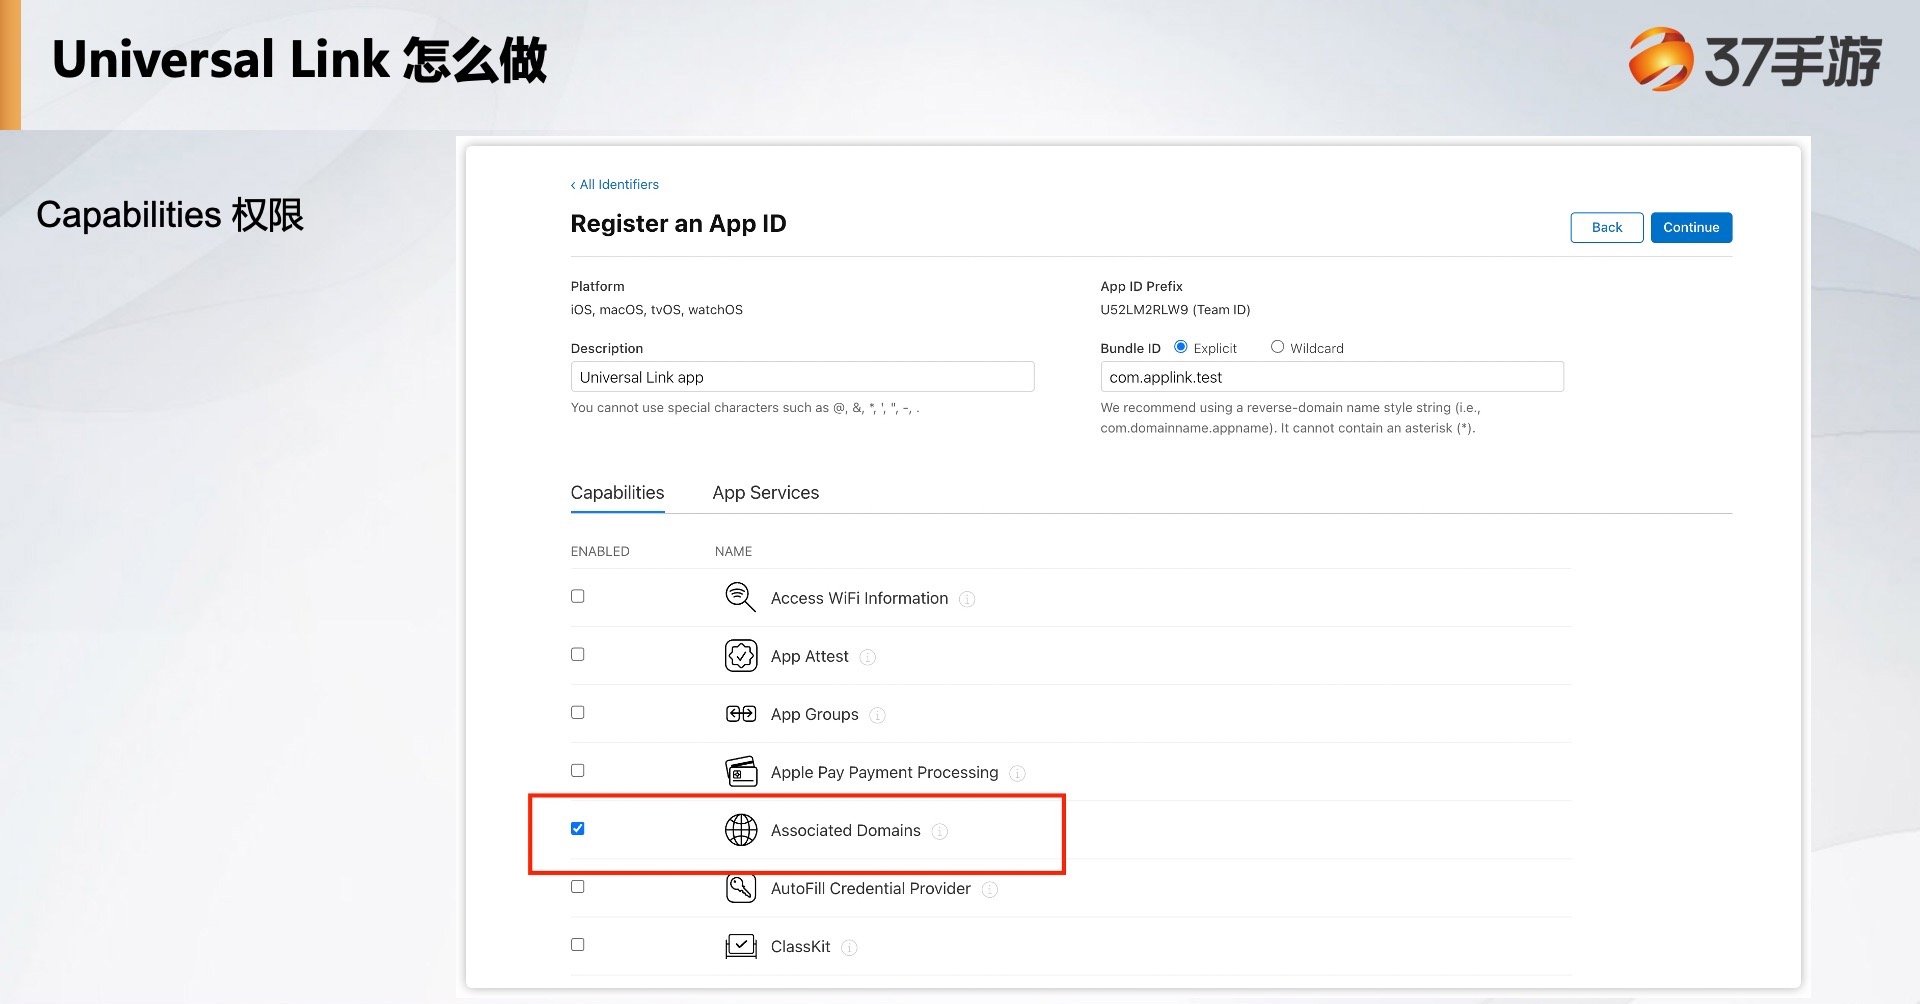 Universal Link 怎么做
37手游
Capabilities 权限
‹ All Identifiers
Register an App ID
Back
Continue
Platform
iOS, macOS, tvOS, watchOS
App ID Prefix
U52LM2RLW9 (Team ID)
Description
Universal Link app
You cannot use special characters such as @, &, *, ', ", -, .
Bundle ID Explicit Wildcard
com.applink.test
We recommend using a reverse-domain name style string (i.e.,
com.domainname.appname). It cannot contain an asterisk (*).
Capabilities App Services
ENABLED NAME
Access WiFi Information
App Attest
App Groups
Apple Pay Payment Processing
Associated Domains
AutoFill Credential Provider
ClassKit